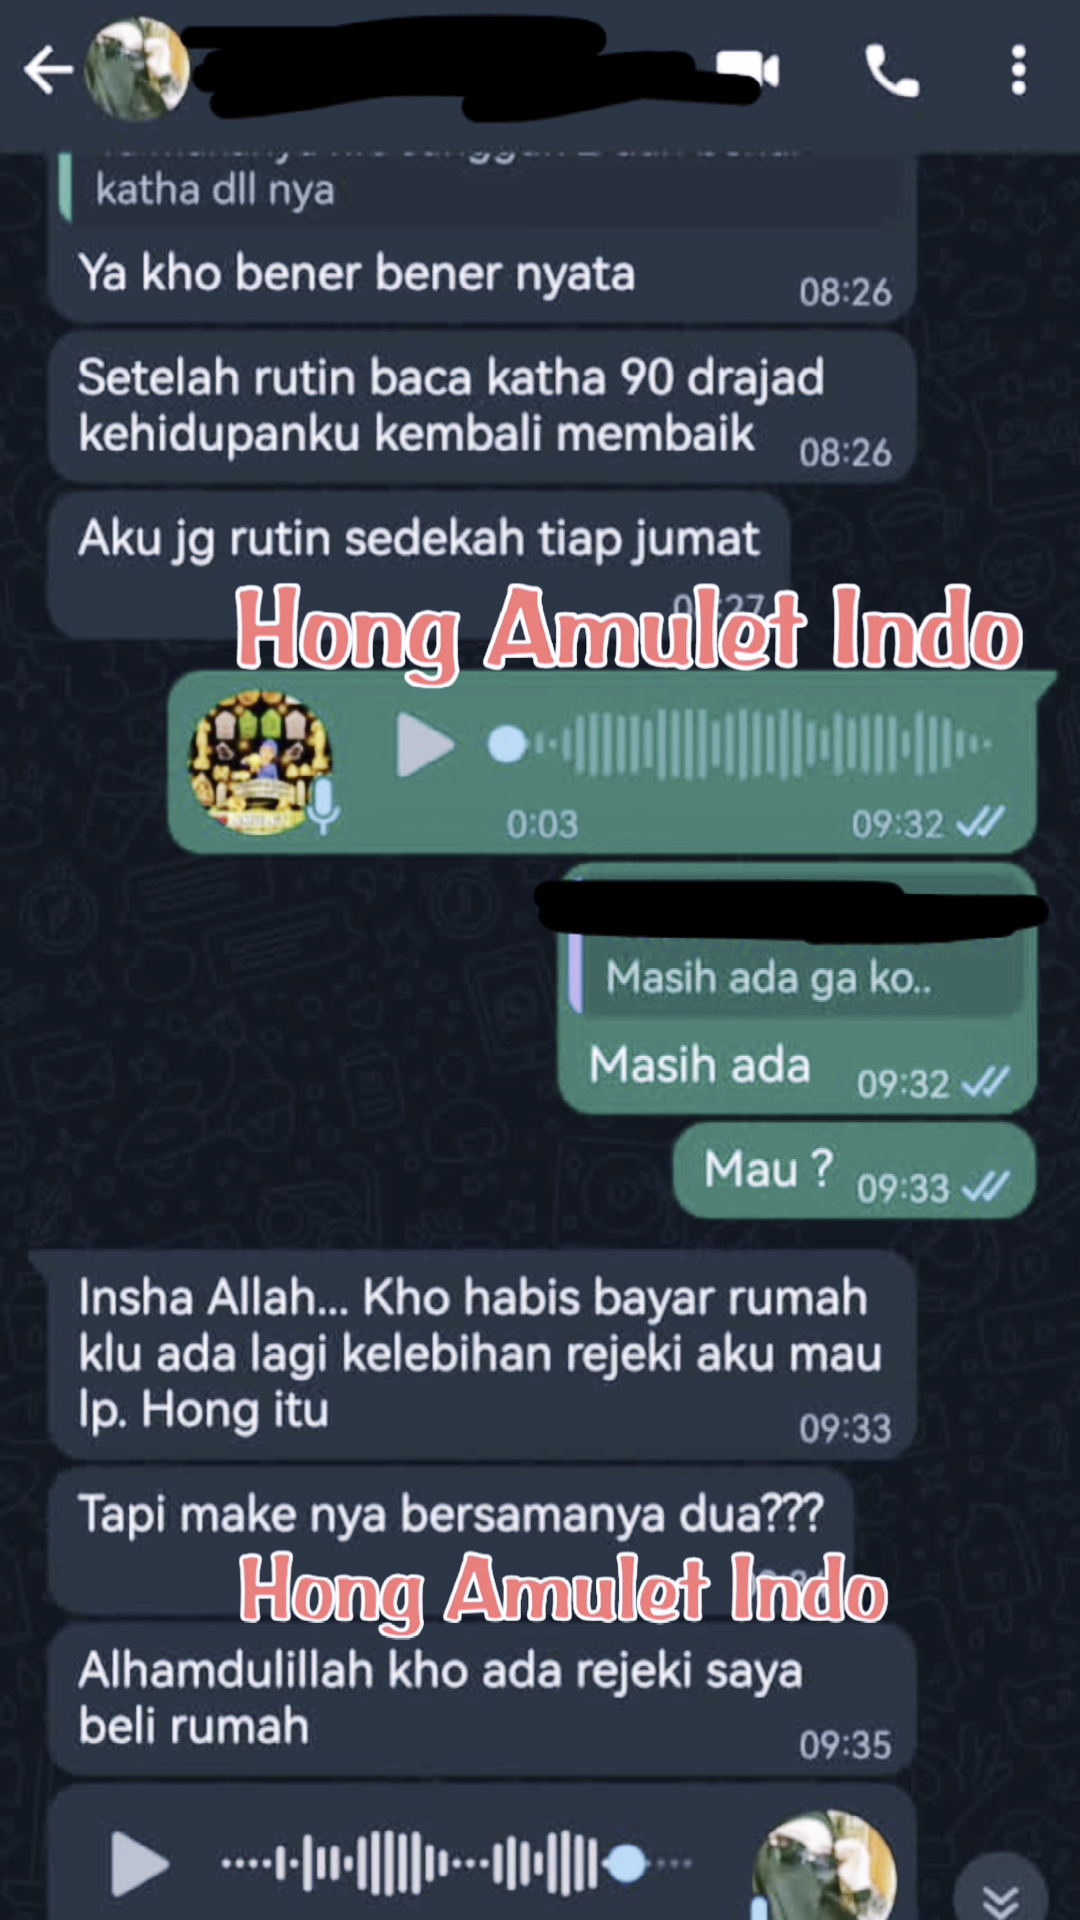 katha dll nya
Ya kho bener bener nyata
08:26
Setelah rutin baca katha 90 drajad
kehidupanku kembali membaik
08:26
Aku jg rutin sedekah tiap jumat
Hong Amulet Indo
0:03
09:32
Masih ada ga ko..
Masih ada
09:32
Mau ?
09:33
Insha Allah... Kho habis bayar rumah
klu ada lagi kelebihan rejeki aku mau
lp. Hong itu
09:33
Tapi make nya bersamanya dua???
Hong Amulet Indo
Alhamdulillah kho ada rejeki saya
beli rumah
09:35